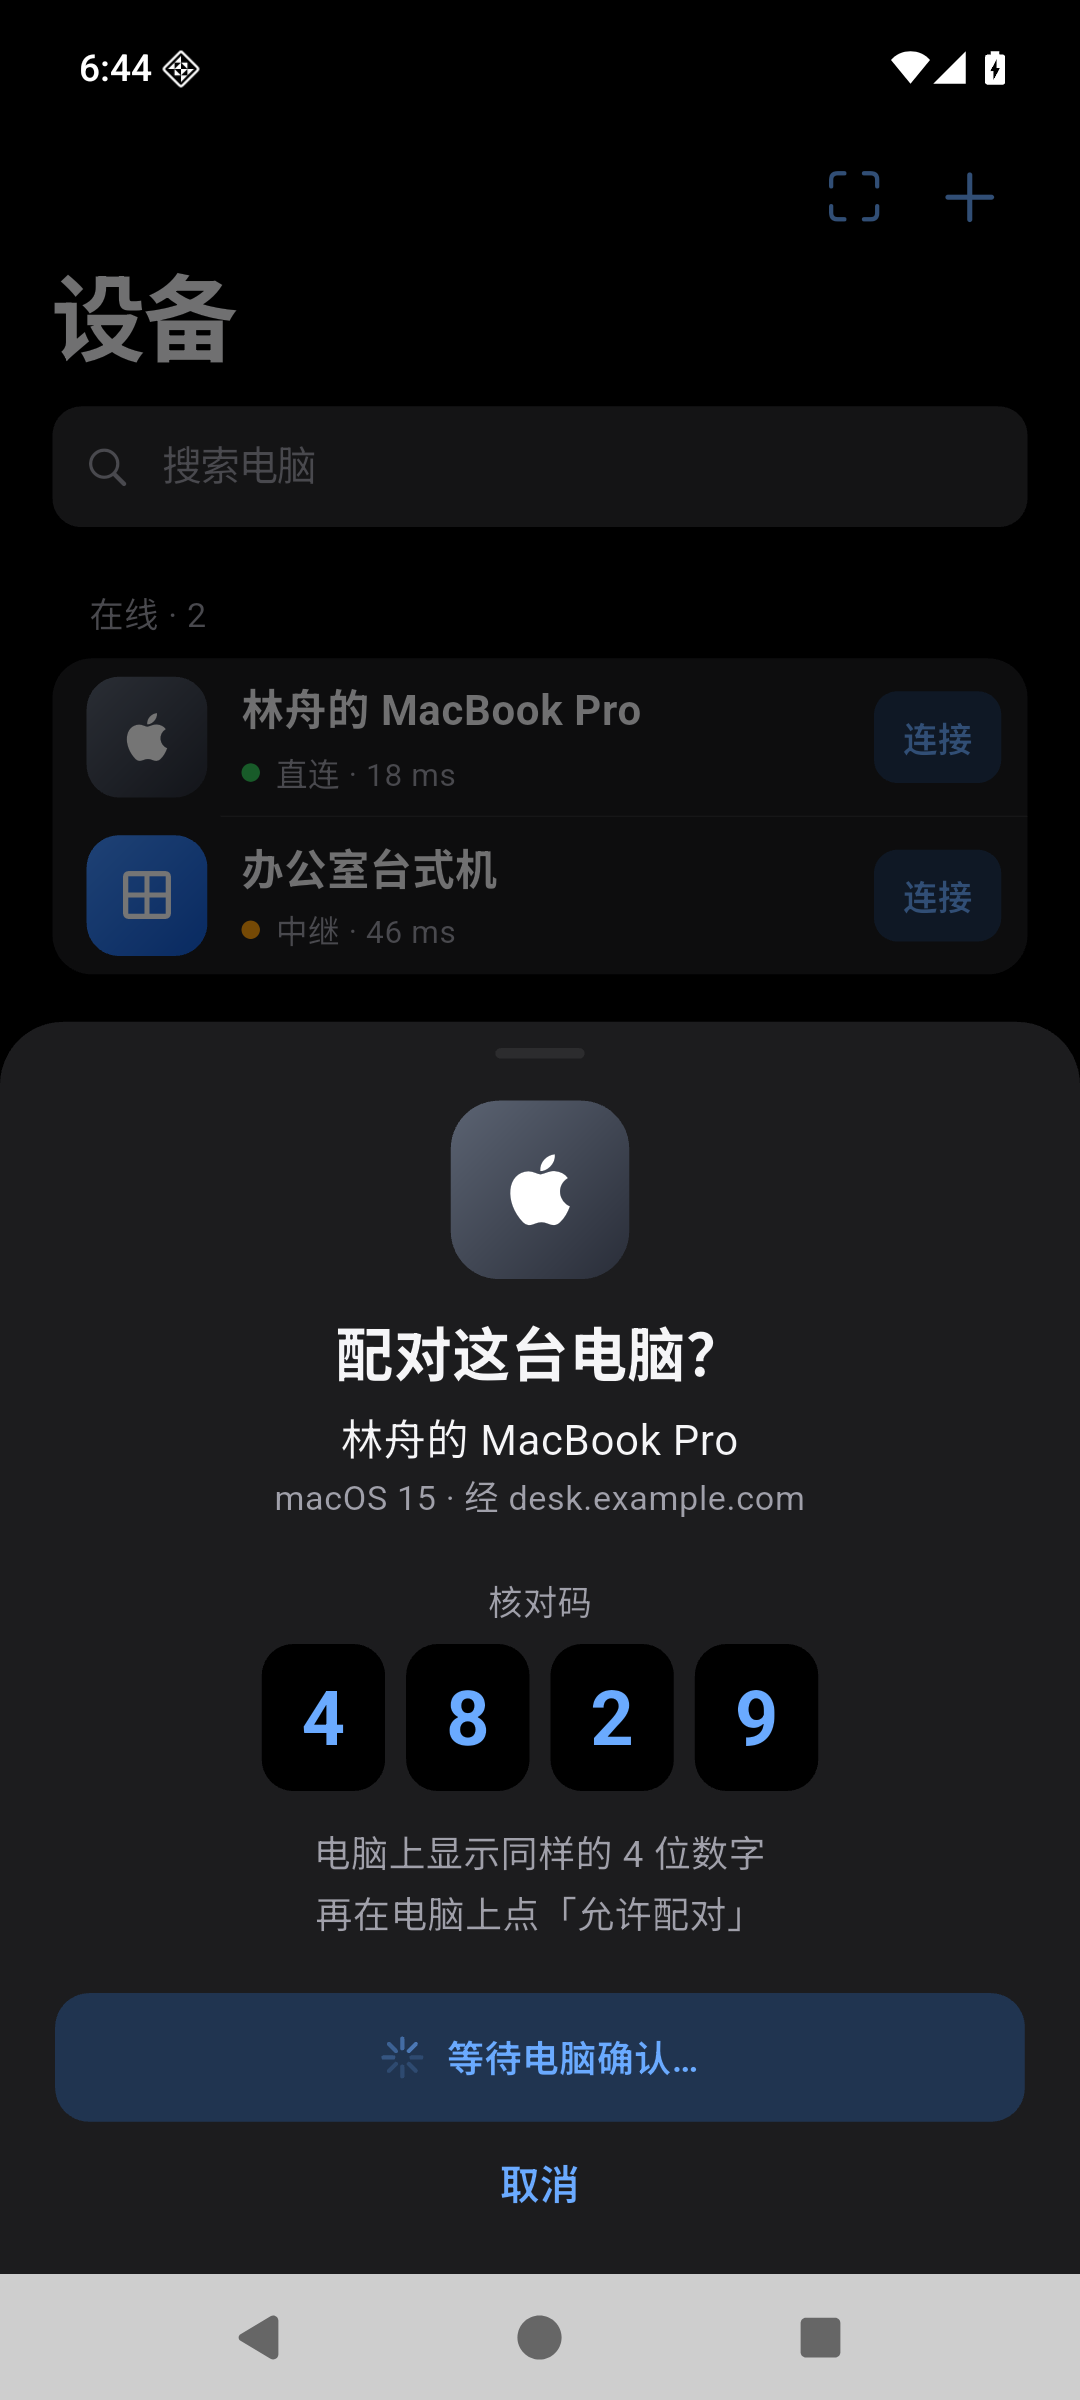 6:44
设备
搜索电脑
在线 · 2
林舟的 MacBook Pro
直连 · 18 ms
连接
办公室台式机
中继 · 46 ms
连接
配对这台电脑？
林舟的 MacBook Pro
macOS 15 · 经 desk.example.com
核对码
4 8 2 9
电脑上显示同样的 4 位数字
再在电脑上点「允许配对」
等待电脑确认…
取消